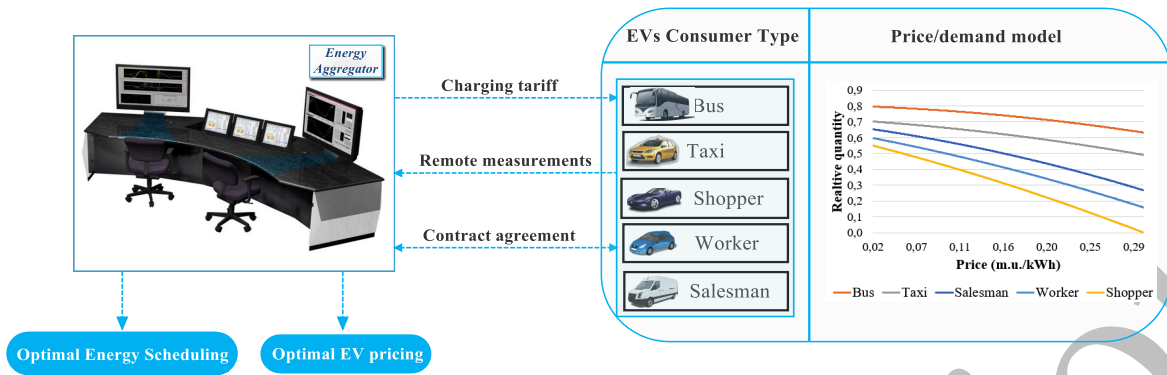 Energy
Aggregator
Charging tariff
Remote measurements
Contract agreement
Optimal Energy Scheduling
Optimal EV pricing
EVs Consumer Type
Price/demand model
Bus
Taxi
Shopper
Worker
Salesman
Realtive quantity
0,9
0,8
0,7
0,6
0,5
0,4
0,3
0,2
0,1
0,0
0,02 0,07 0,11 0,16 0,20 0,25 0,29
Price (m.u./kWh)
Bus Taxi Salesman Worker Shopper